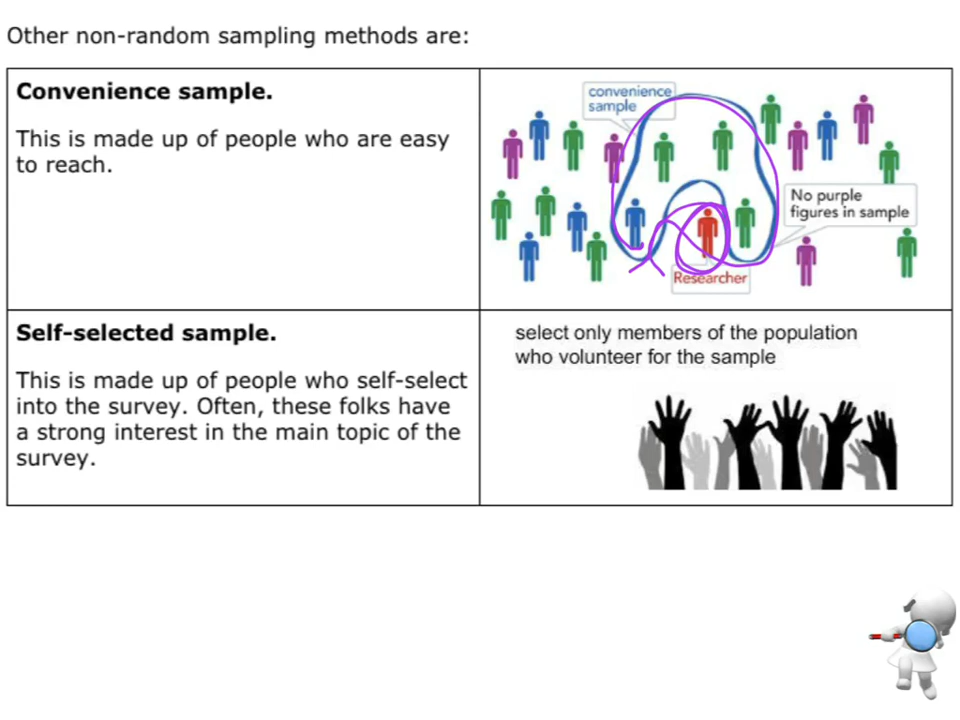 Other non-random sampling methods are:
Convenience sample.
This is made up of people who are easy
to reach.
convenience
sample
No purple
figures in sample
Researcher
Self-selected sample.
This is made up of people who self-select
into the survey. Often, these folks have
a strong interest in the main topic of the
survey.
select only members of the population
who volunteer for the sample